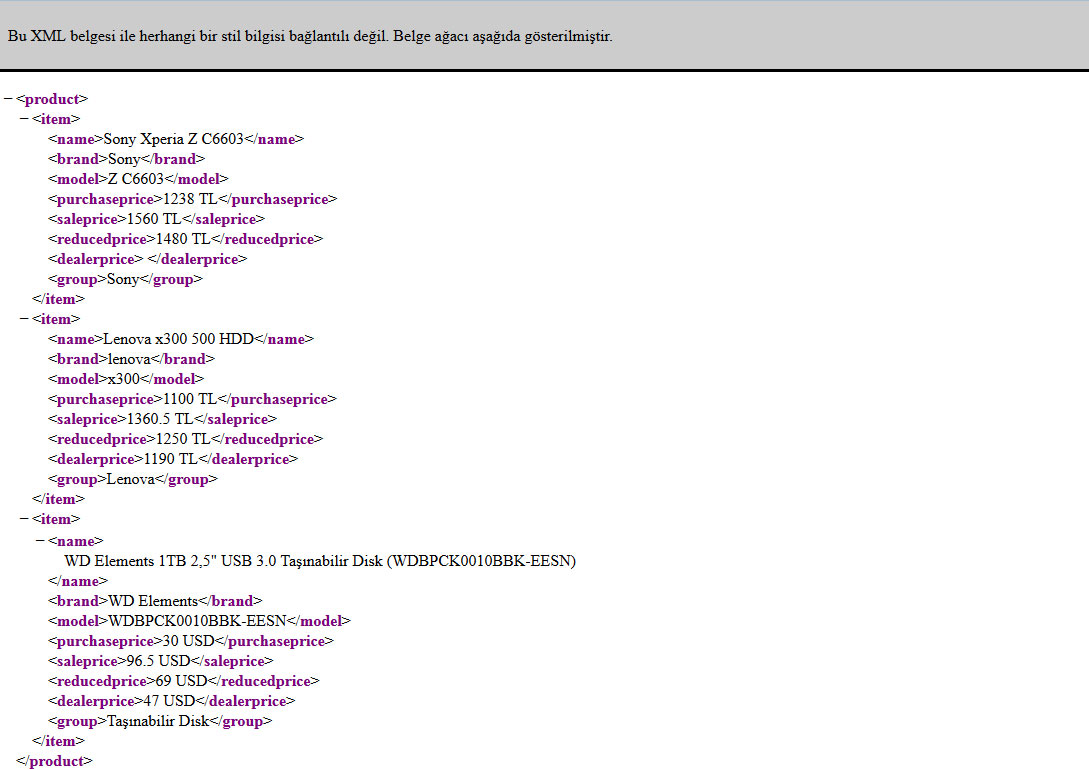 Bu XML belgesi ile herhangi bir stil bilgisi bağlantılı değil. Belge ağacı aşağıda gösterilmiştir.
−<product>
−<item>
<name>Sony Xperia Z C6603</name>
<brand>Sony</brand>
<model>Z C6603</model>
<purchaseprice>1238 TL</purchaseprice>
<saleprice>1560 TL</saleprice>
<reducedprice>1480 TL</reducedprice>
<dealerprice> </dealerprice>
<group>Sony</group>
</item>
−<item>
<name>Lenova x300 500 HDD</name>
<brand>lenova</brand>
<model>x300</model>
<purchaseprice>1100 TL</purchaseprice>
<saleprice>1360.5 TL</saleprice>
<reducedprice>1250 TL</reducedprice>
<dealerprice>1190 TL</dealerprice>
<group>Lenova</group>
</item>
−<item>
−<name>
WD Elements 1TB 2,5" USB 3.0 Taşınabilir Disk (WDBPCK0010BBK-EESN)
</name>
<brand>WD Elements</brand>
<model>WDBPCK0010BBK-EESN</model>
<purchaseprice>30 USD</purchaseprice>
<saleprice>96.5 USD</saleprice>
<reducedprice>69 USD</reducedprice>
<dealerprice>47 USD</dealerprice>
<group>Taşınabilir Disk</group>
</item>
</product>